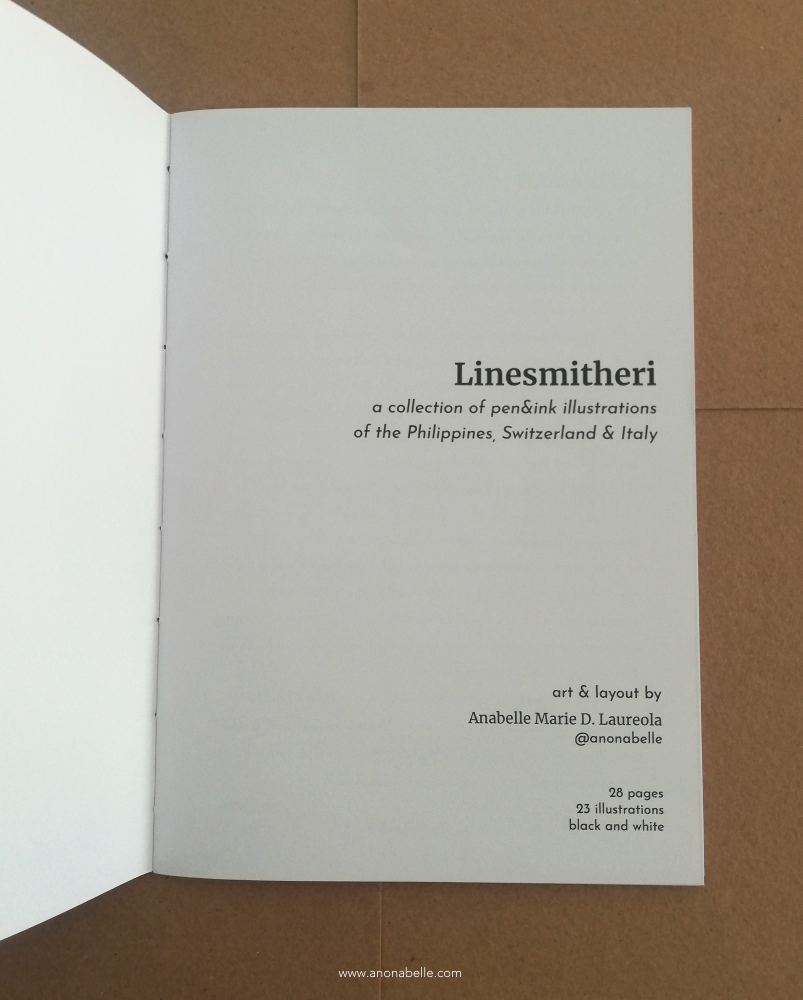 Linesmitheri
a collection of pen&ink illustrations
of the Philippines, Switzerland & Italy
art & layout by
Anabelle Marie D. Laureola
@anonabelle
28 pages
23 illustrations
black and white
www.anonabelle.com